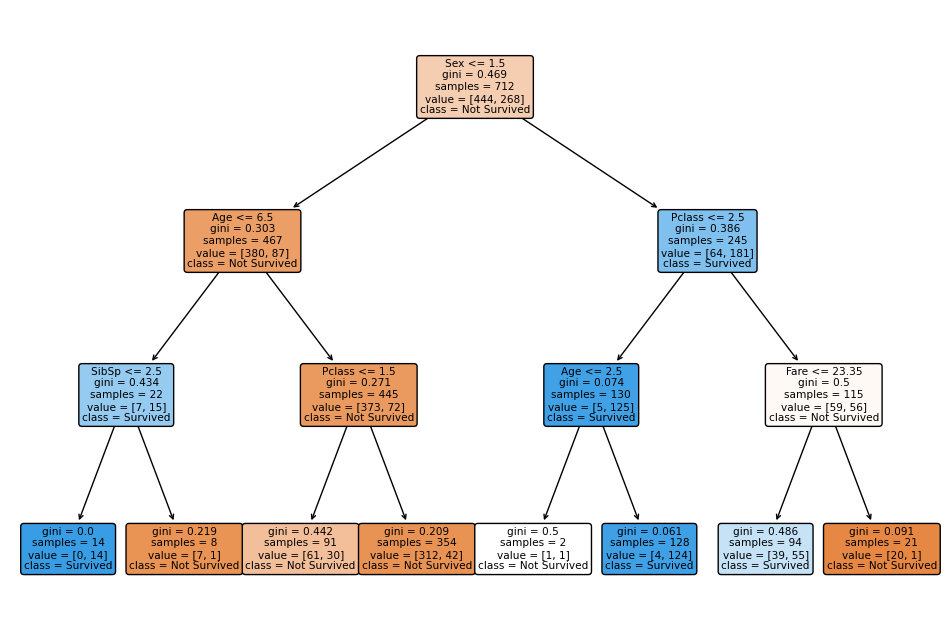 Sex <= 1.5
gini = 0.469
samples = 712
value = [444, 268]
class = Not Survived
Age <= 6.5
gini = 0.303
samples = 467
value = [380, 87]
class = Not Survived
Pclass <= 2.5
gini = 0.386
samples = 245
value = [64, 181]
class = Survived
SibSp <= 2.5
gini = 0.434
samples = 22
value = [7, 15]
class = Survived
Pclass <= 1.5
gini = 0.271
samples = 445
value = [373, 72]
class = Not Survived
Age <= 2.5
gini = 0.074
samples = 130
value = [5, 125]
class = Survived
Fare <= 23.35
gini = 0.5
samples = 115
value = [59, 56]
class = Not Survived
gini = 0.0
samples = 14
value = [0, 14]
class = Survived
gini = 0.219
samples = 8
value = [7, 1]
class = Not Survived
gini = 0.442
samples = 91
value = [61, 30]
class = Not Survived
gini = 0.209
samples = 354
value = [312, 42]
class = Not Survived
gini = 0.5
samples = 2
value = [1, 1]
class = Not Survived
gini = 0.061
samples = 128
value = [4, 124]
class = Survived
gini = 0.486
samples = 94
value = [39, 55]
class = Survived
gini = 0.091
samples = 21
value = [20, 1]
class = Not Survived